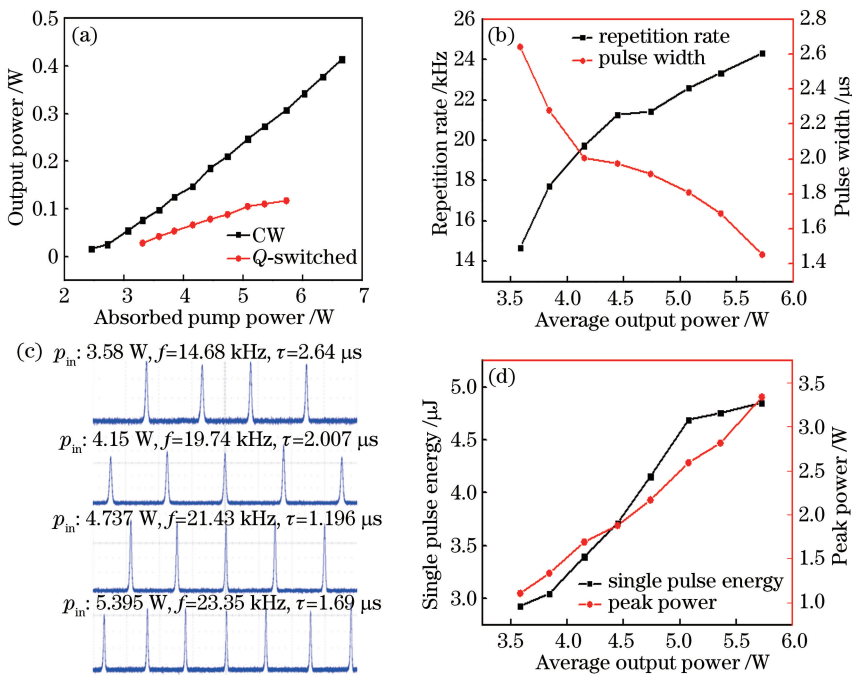 (a)
Output power /W
0.5
0.4
0.3
0.2
0.1
0
CW
Q-switched
2 3 4 5 6 7
Absorbed pump power /W
(b)
Repetition rate /kHz
26
24
22
20
18
16
14
repetition rate
pulse width
2.8
2.6
2.4
2.2
2.0
1.8
1.6
1.4
Pulse width /μs
3.5 4.0 4.5 5.0 5.5 6.0
Average output power /W
(c)
pin: 3.58 W, f=14.68 kHz, τ=2.64 μs
pin: 4.15 W, f=19.74 kHz, τ=2.007 μs
pin: 4.737 W, f=21.43 kHz, τ=1.196 μs
pin: 5.395 W, f=23.35 kHz, τ=1.69 μs
(d)
Single pulse energy /μJ
5.0
4.5
4.0
3.5
3.0
single pulse energy
peak power
3.5
3.0
2.5
2.0
1.5
1.0
Peak power /W
3.5 4.0 4.5 5.0 5.5 6.0
Average output power /W